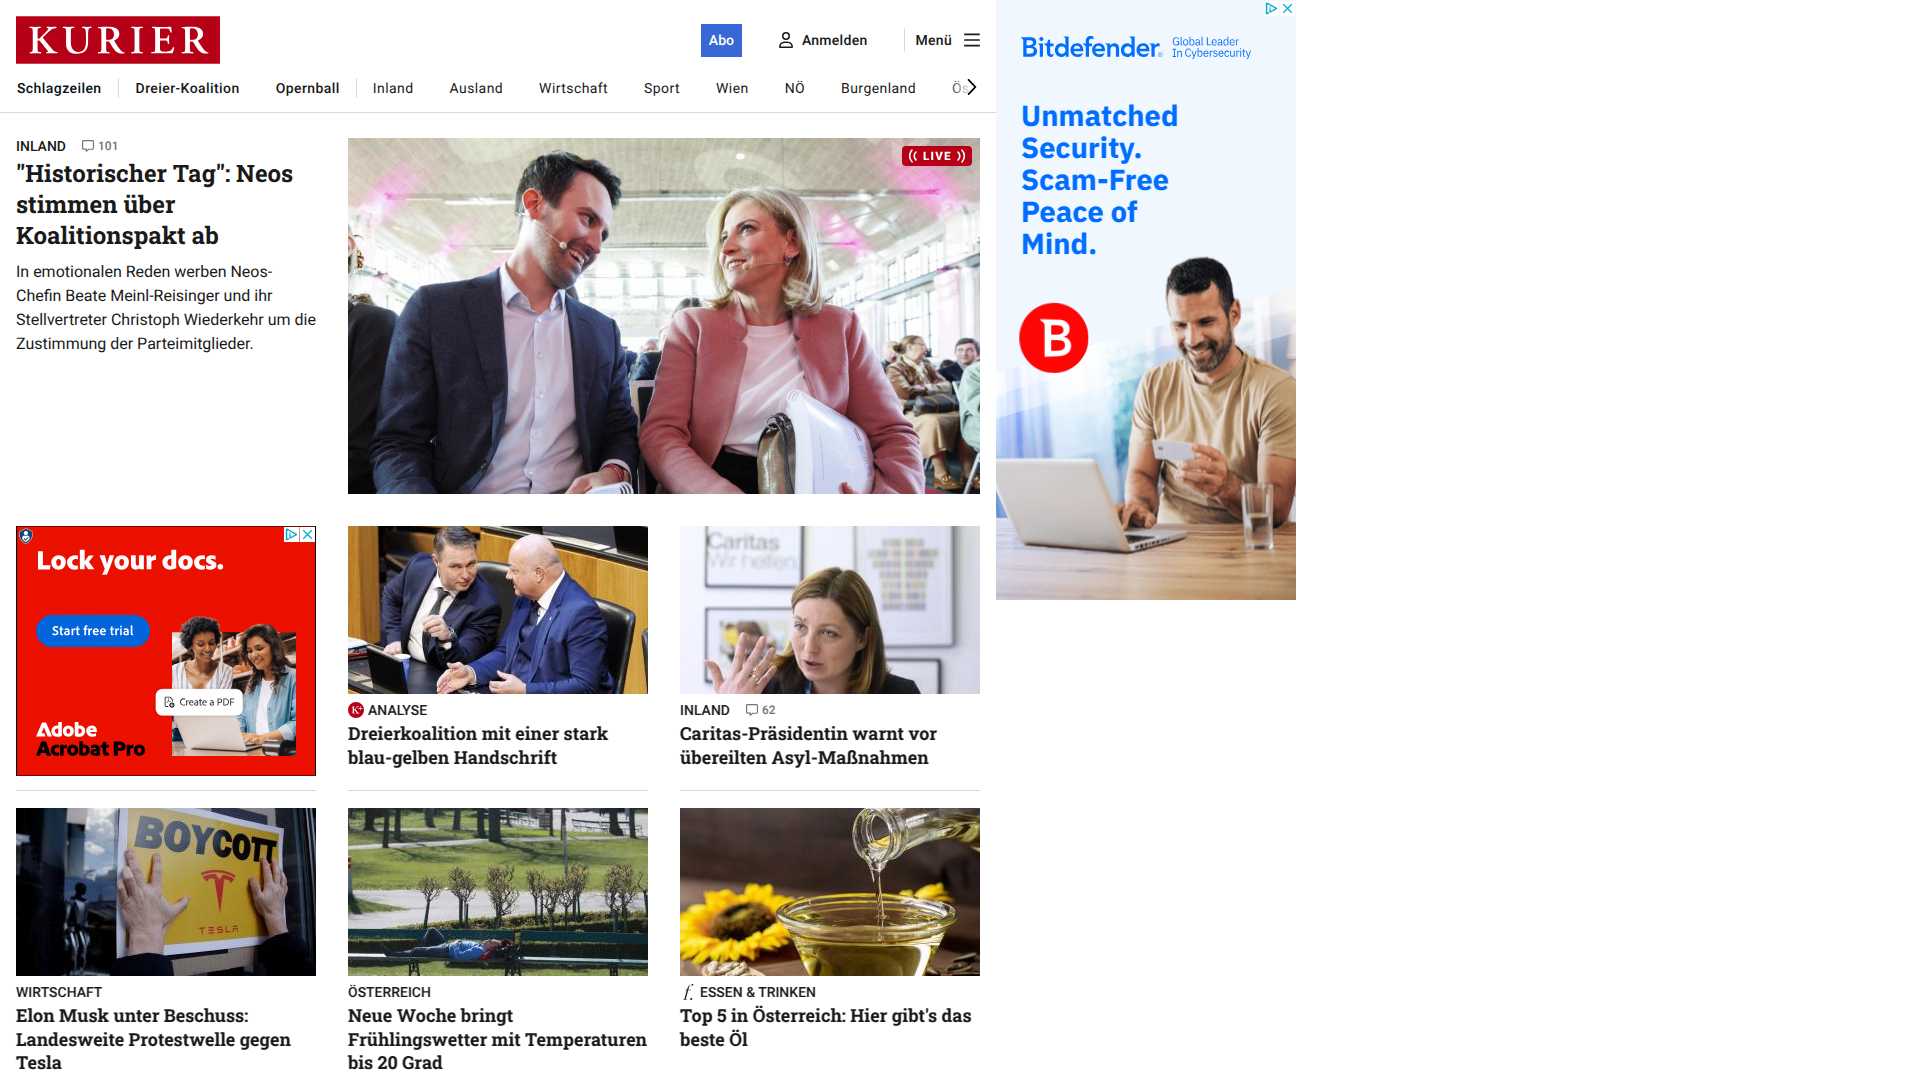 KURIER
Abo
Anmelden
Menü
Schlagzeilen
Dreier-Koalition
Opernball
Inland
Ausland
Wirtschaft
Sport
Wien
NÖ
Burgenland
INLAND 101
"Historischer Tag": Neos
stimmen über
Koalitionspakt ab
In emotionalen Reden werben Neos-
Chefin Beate Meinl-Reisinger und ihr
Stellvertreter Christoph Wiederkehr um die
Zustimmung der Parteimitglieder.
LIVE
Bitdefender
Global Leader
In Cybersecurity
Unmatched
Security.
Scam-Free
Peace of
Mind.
B
Lock your docs.
Start free trial
Create a PDF
Adobe
Acrobat Pro
K+ ANALYSE
Dreierkoalition mit einer stark
blau-gelben Handschrift
Caritas
Wir helfen.
INLAND 62
Caritas-Präsidentin warnt vor
übereilten Asyl-Maßnahmen
BOYCOTT
TESLA
WIRTSCHAFT
Elon Musk unter Beschuss:
Landesweite Protestwelle gegen
Tesla
ÖSTERREICH
Neue Woche bringt
Frühlingswetter mit Temperaturen
bis 20 Grad
f. ESSEN & TRINKEN
Top 5 in Österreich: Hier gibt's das
beste Öl